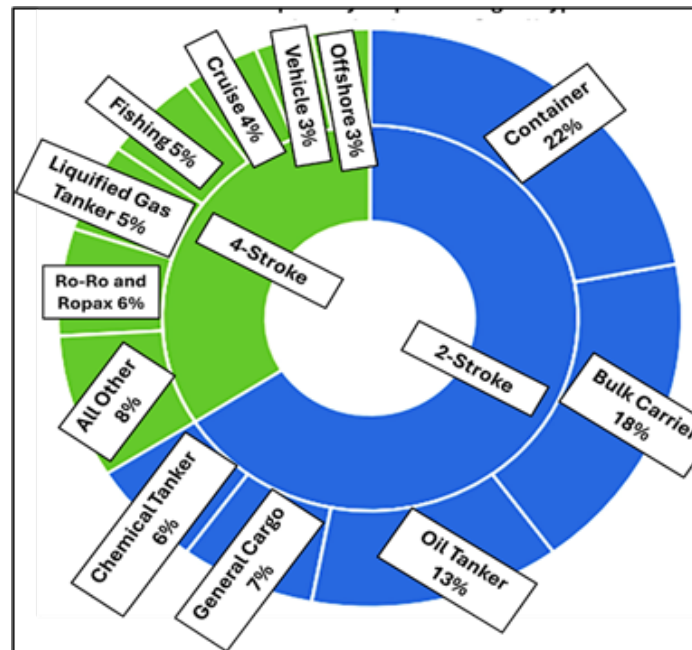 Offshore 3%
Vehicle 3%
Cruise 4%
Fishing 5%
Liquified Gas
Tanker 5%
Ro-Ro and
Ropax 6%
All Other
8%
4-Stroke
Container
22%
2-Stroke
Bulk Carrier
18%
Oil Tanker
13%
General Cargo
7%
Chemical Tanker
6%